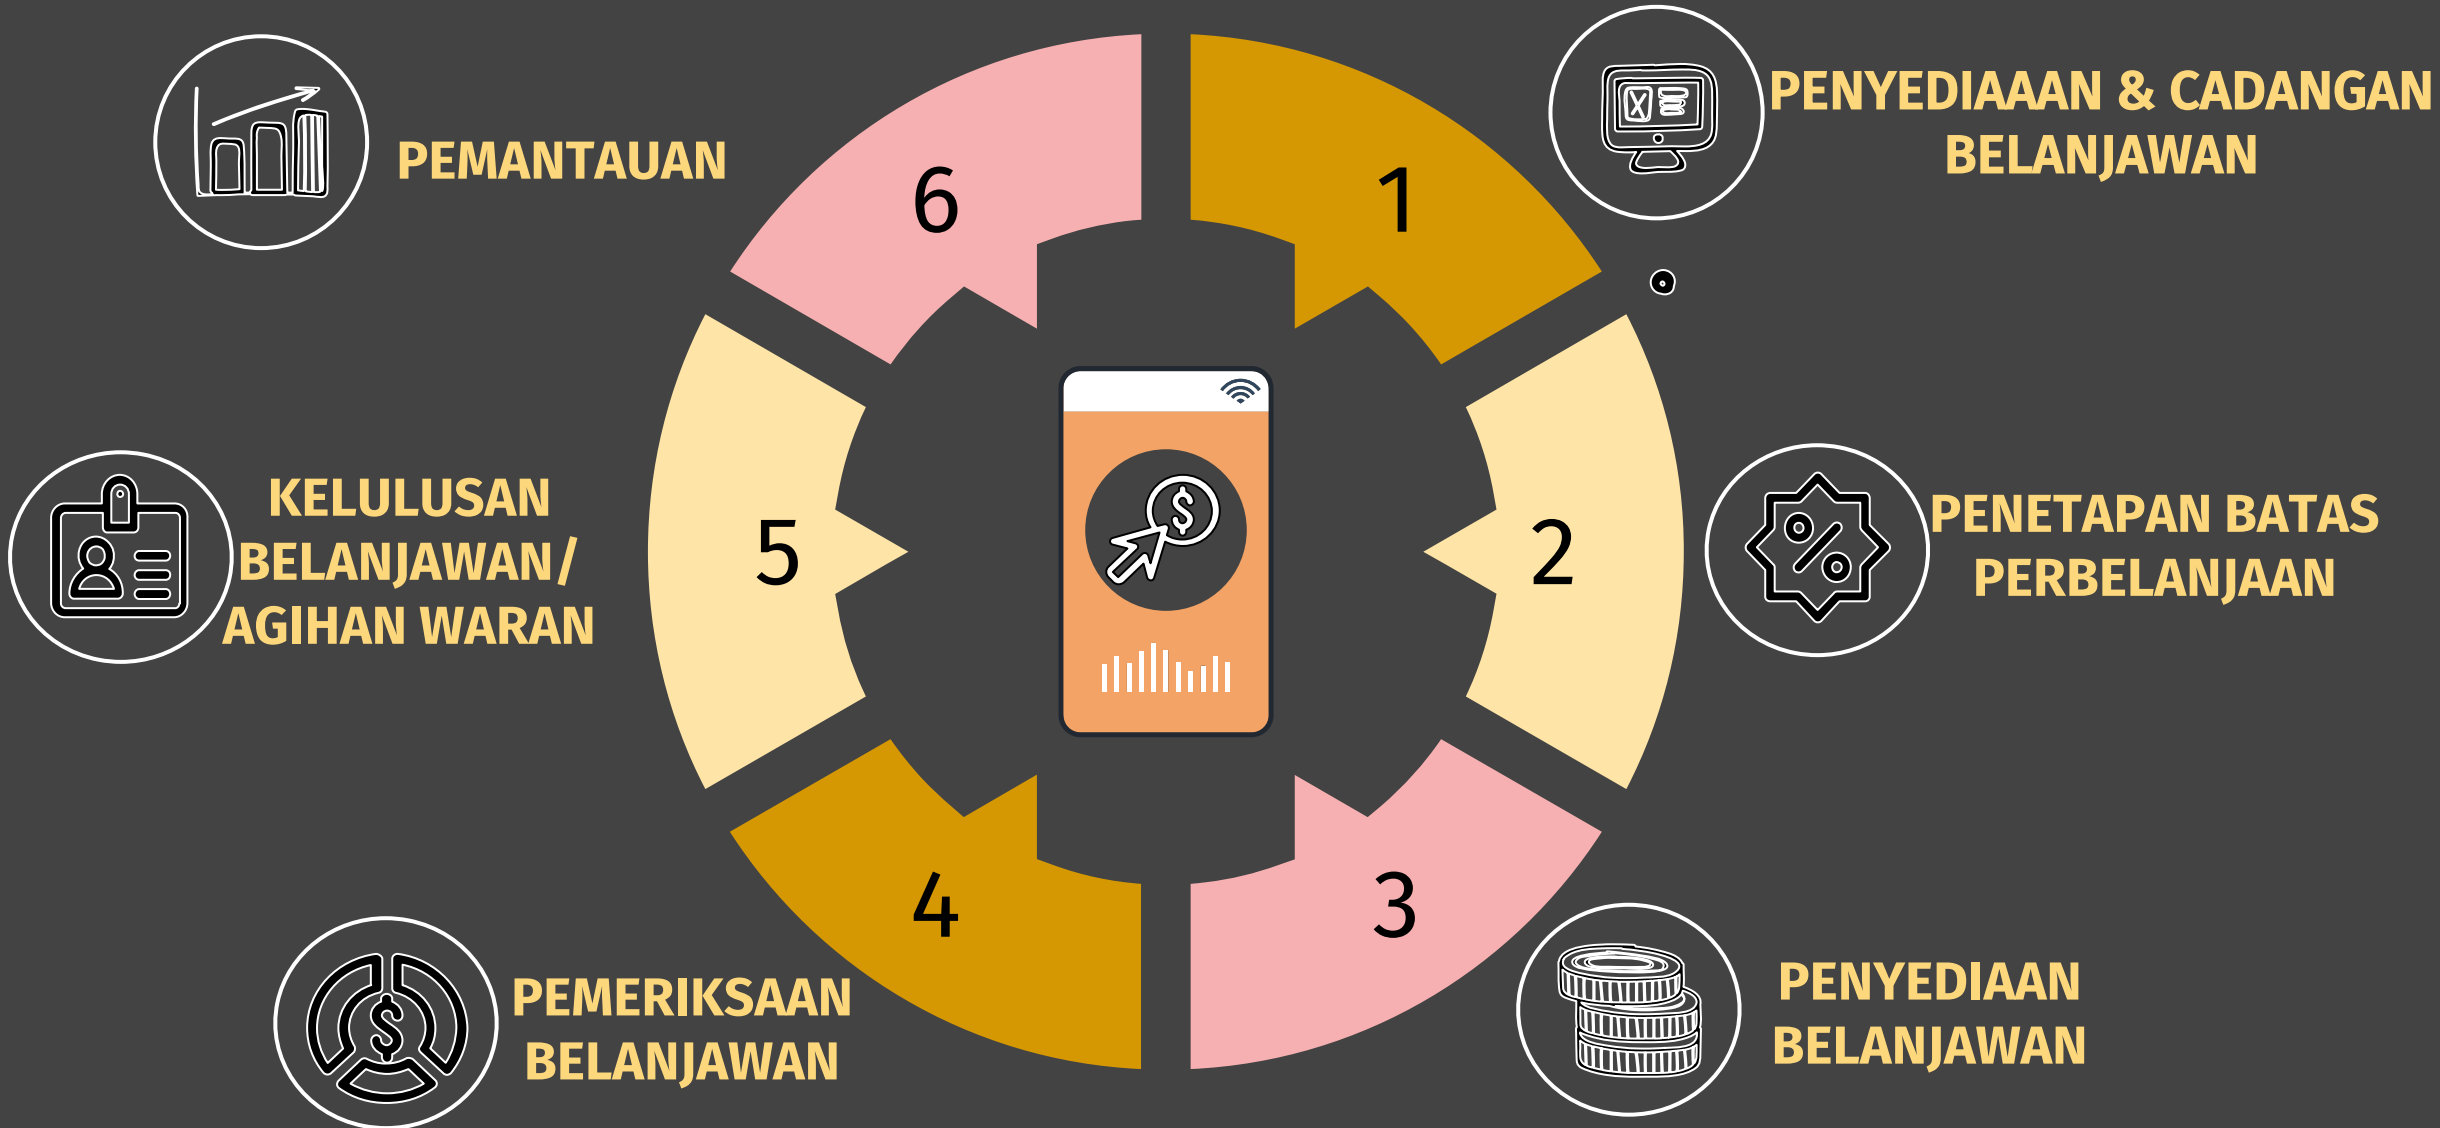 1
PENYEDIAAAN & CADANGAN
BELANJAWAN
2
PENETAPAN BATAS
PERBELANJAAN
3
PENYEDIAAN
BELANJAWAN
4
PEMERIKSAAN
BELANJAWAN
5
KELULUSAN
BELANJAWAN/
AGIHAN WARAN
6
PEMANTAUAN
X
%
$
$